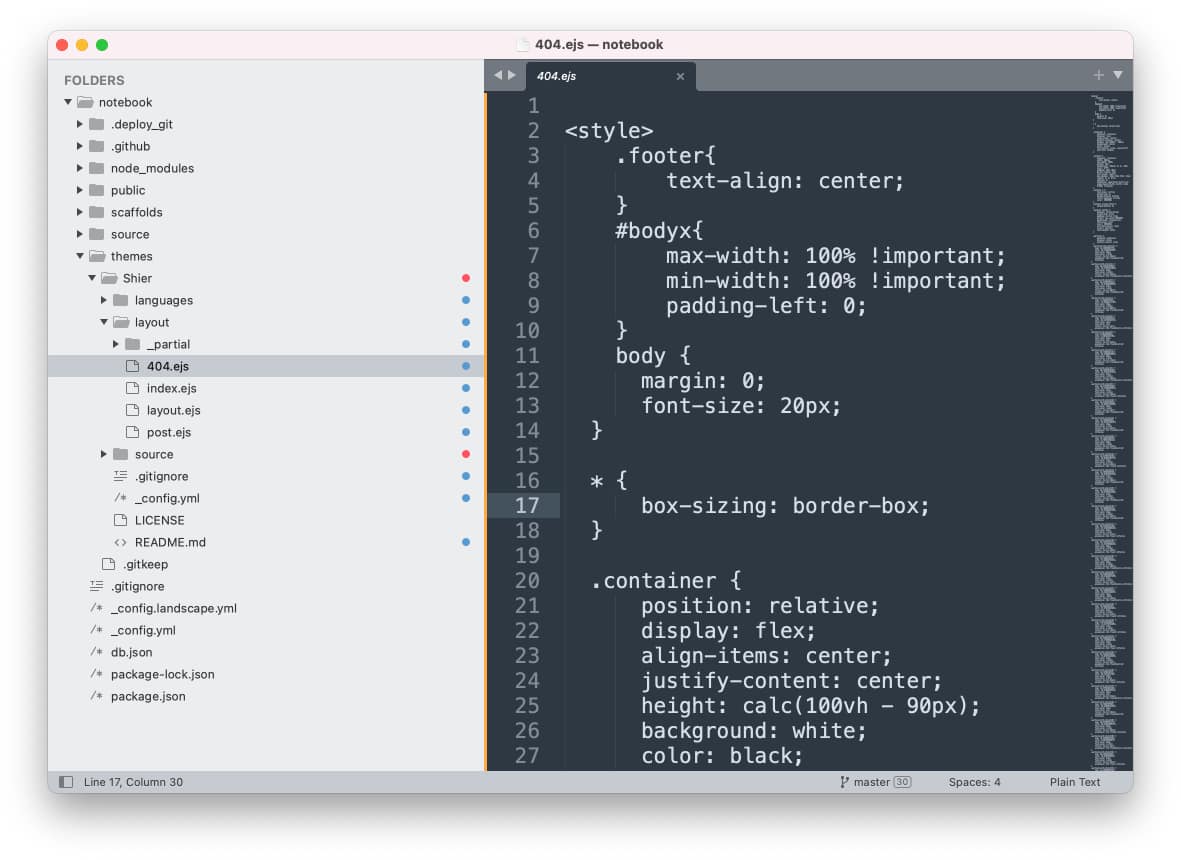 404.ejs — notebook
FOLDERS
notebook
.deploy_git
.github
node_modules
public
scaffolds
source
themes
Shier
languages
layout
_partial
404.ejs
index.ejs
layout.ejs
post.ejs
source
.gitignore
/* _config.yml
LICENSE
<> README.md
.gitkeep
.gitignore
/* _config.landscape.yml
/* _config.yml
/* db.json
/* package-lock.json
/* package.json
404.ejs
1
2 <style>
3 .footer{
4 text-align: center;
5 }
6 #bodyx{
7 max-width: 100% !important;
8 min-width: 100% !important;
9 padding-left: 0;
10 }
11 body {
12 margin: 0;
13 font-size: 20px;
14 }
15
16 * {
17 box-sizing: border-box;
18 }
19
20 .container {
21 position: relative;
22 display: flex;
23 align-items: center;
24 justify-content: center;
25 height: calc(100vh - 90px);
26 background: white;
27 color: black;
Line 17, Column 30
master 30
Spaces: 4
Plain Text